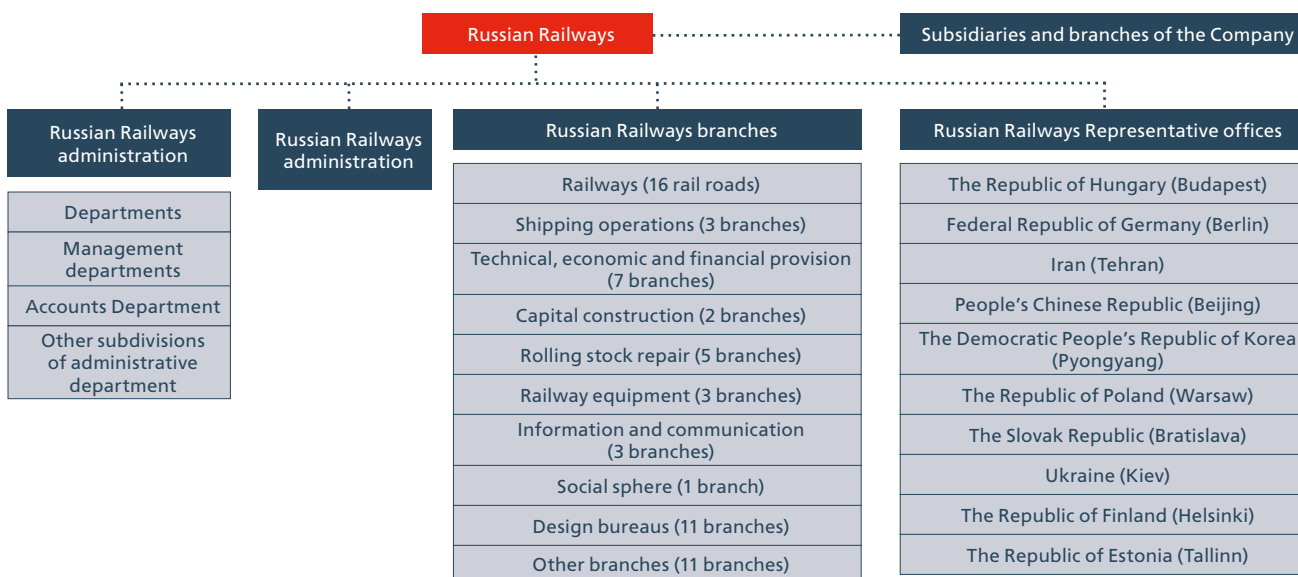 Russian Railways
Subsidiaries and branches of the Company
Russian Railways
administration
Russian Railways
administration
Russian Railways branches
Russian Railways Representative offices
Departments
Management
departments
Accounts Department
Other subdivisions
of administrative
department
Railways (16 rail roads)
Shipping operations (3 branches)
Technical, economic and financial provision
(7 branches)
Capital construction (2 branches)
Rolling stock repair (5 branches)
Railway equipment (3 branches)
Information and communication
(3 branches)
Social sphere (1 branch)
Design bureaus (11 branches)
Other branches (11 branches)
The Republic of Hungary (Budapest)
Federal Republic of Germany (Berlin)
Iran (Tehran)
People’s Chinese Republic (Beijing)
The Democratic People’s Republic of Korea
(Pyongyang)
The Republic of Poland (Warsaw)
The Slovak Republic (Bratislava)
Ukraine (Kiev)
The Republic of Finland (Helsinki)
The Republic of Estonia (Tallinn)